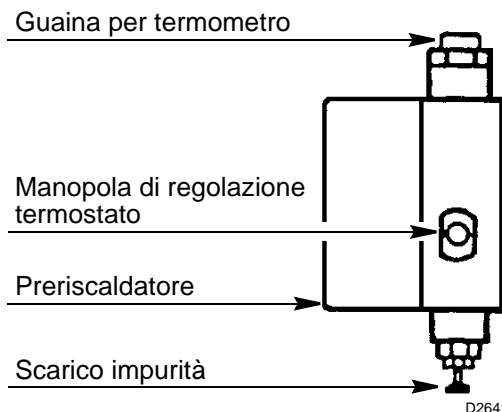 Guaina per termometro
Manopola di regolazione
termostato
Preriscaldatore
Scarico impurità
D264